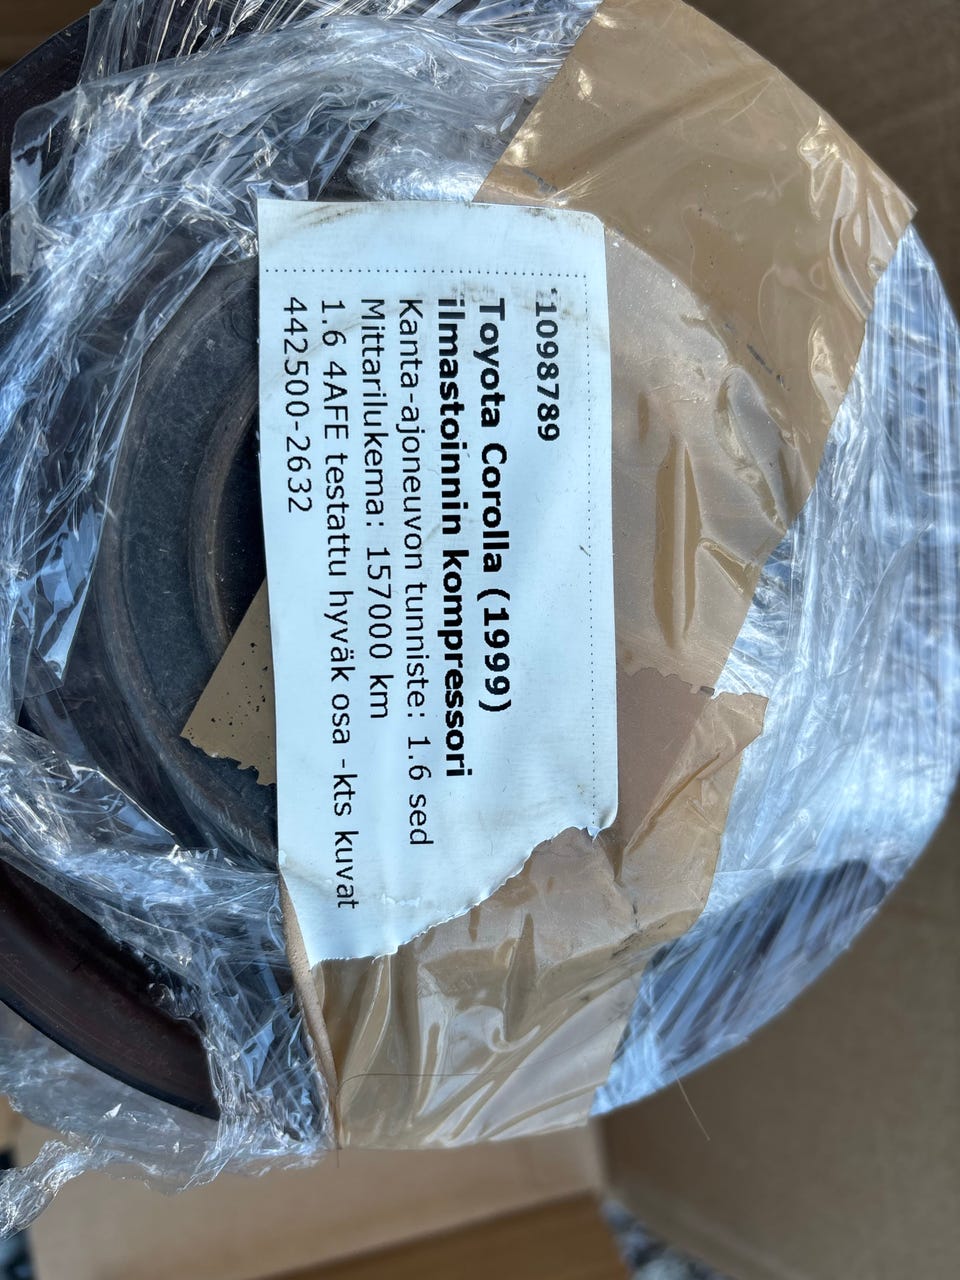 1098789
Toyota Corolla (1999)
ilmastoinnin kompressori
Kanta-ajoneuvon tunniste: 1.6 sed
Mittarilukema: 157000 km
1.6 4AFE testattu hyväk osa -kts kuvat
442500-2632